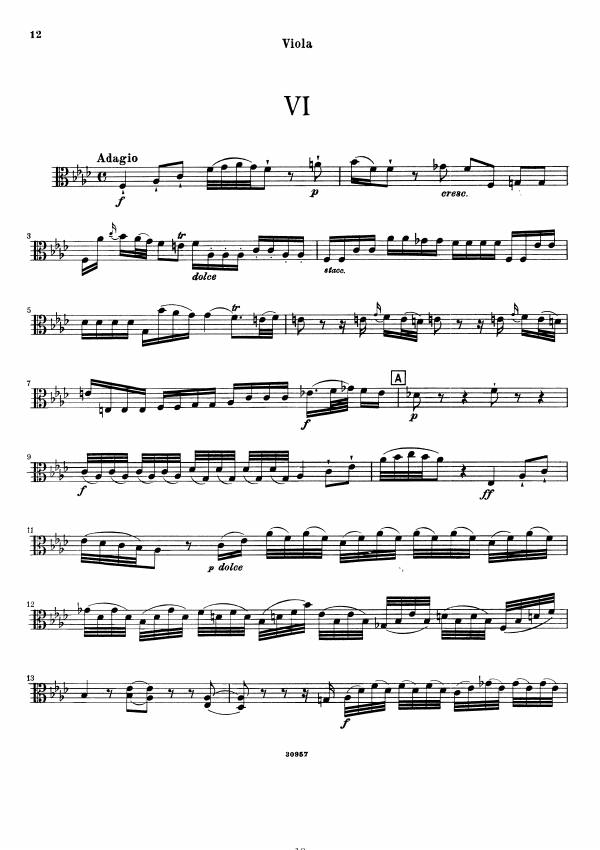 12
Viola
VI
Adagio
f
p
cresc.
3
tr
dolce
stacc.
5
tr
7
f
A
p
9
f
ff
11
p dolce
12
13
f
30957